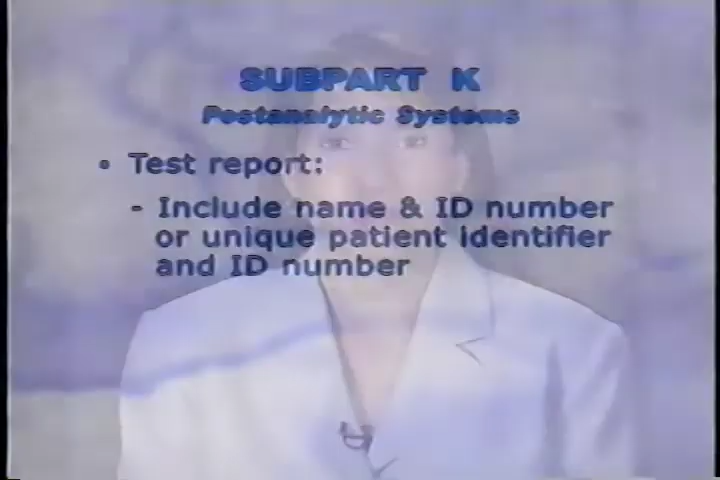 SUBPART K
Postanalytic Systems
• Test report:
- Include name & ID number
or unique patient identifier
and ID number